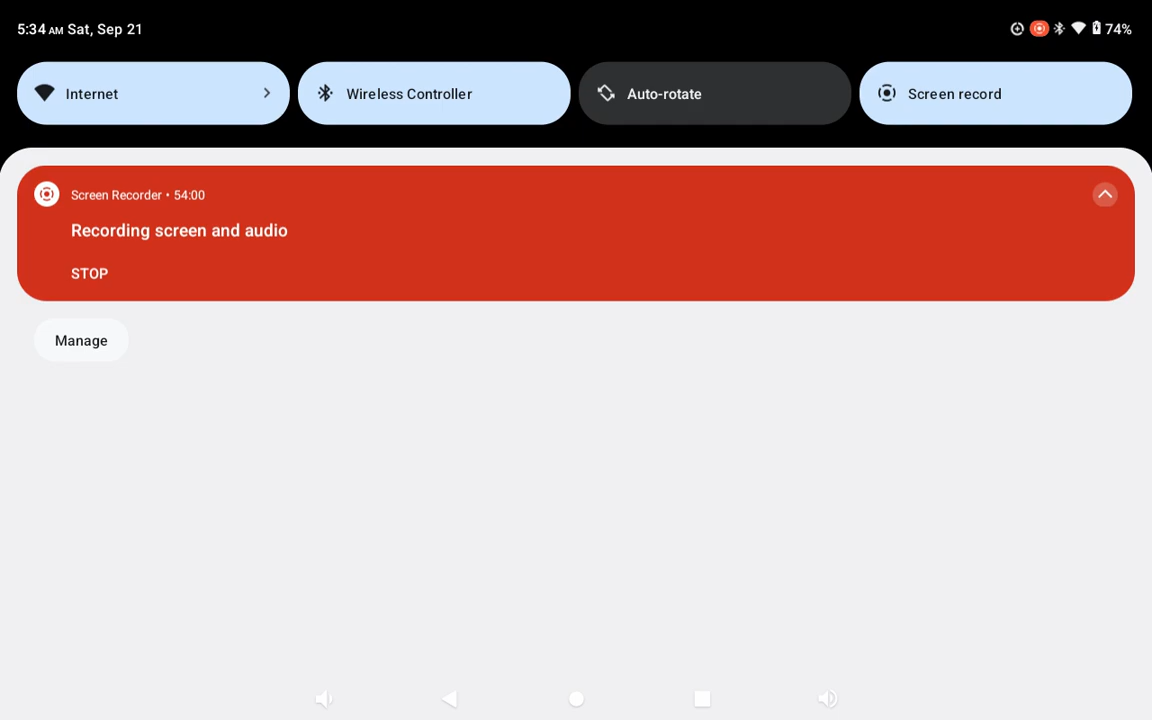 5:34 AM Sat, Sep 21
74%
Internet
Wireless Controller
Auto-rotate
Screen record
Screen Recorder • 54:00
Recording screen and audio
STOP
Manage